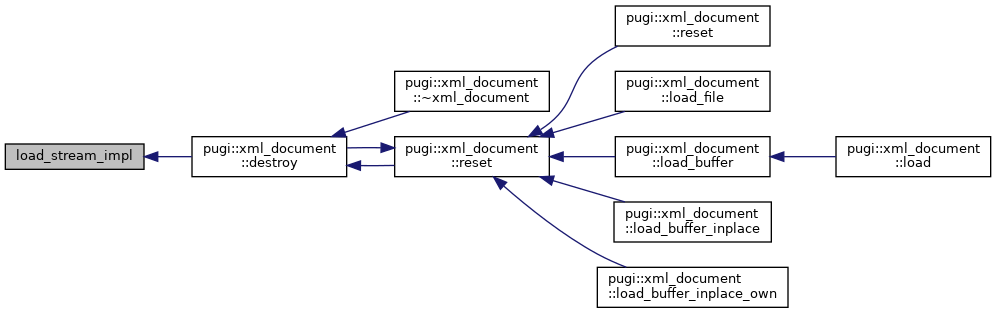 load_stream_impl
pugi::xml_document
::destroy
pugi::xml_document
::~xml_document
pugi::xml_document
::reset
pugi::xml_document
::reset
pugi::xml_document
::load_file
pugi::xml_document
::load_buffer
pugi::xml_document
::load
pugi::xml_document
::load_buffer_inplace
pugi::xml_document
::load_buffer_inplace_own